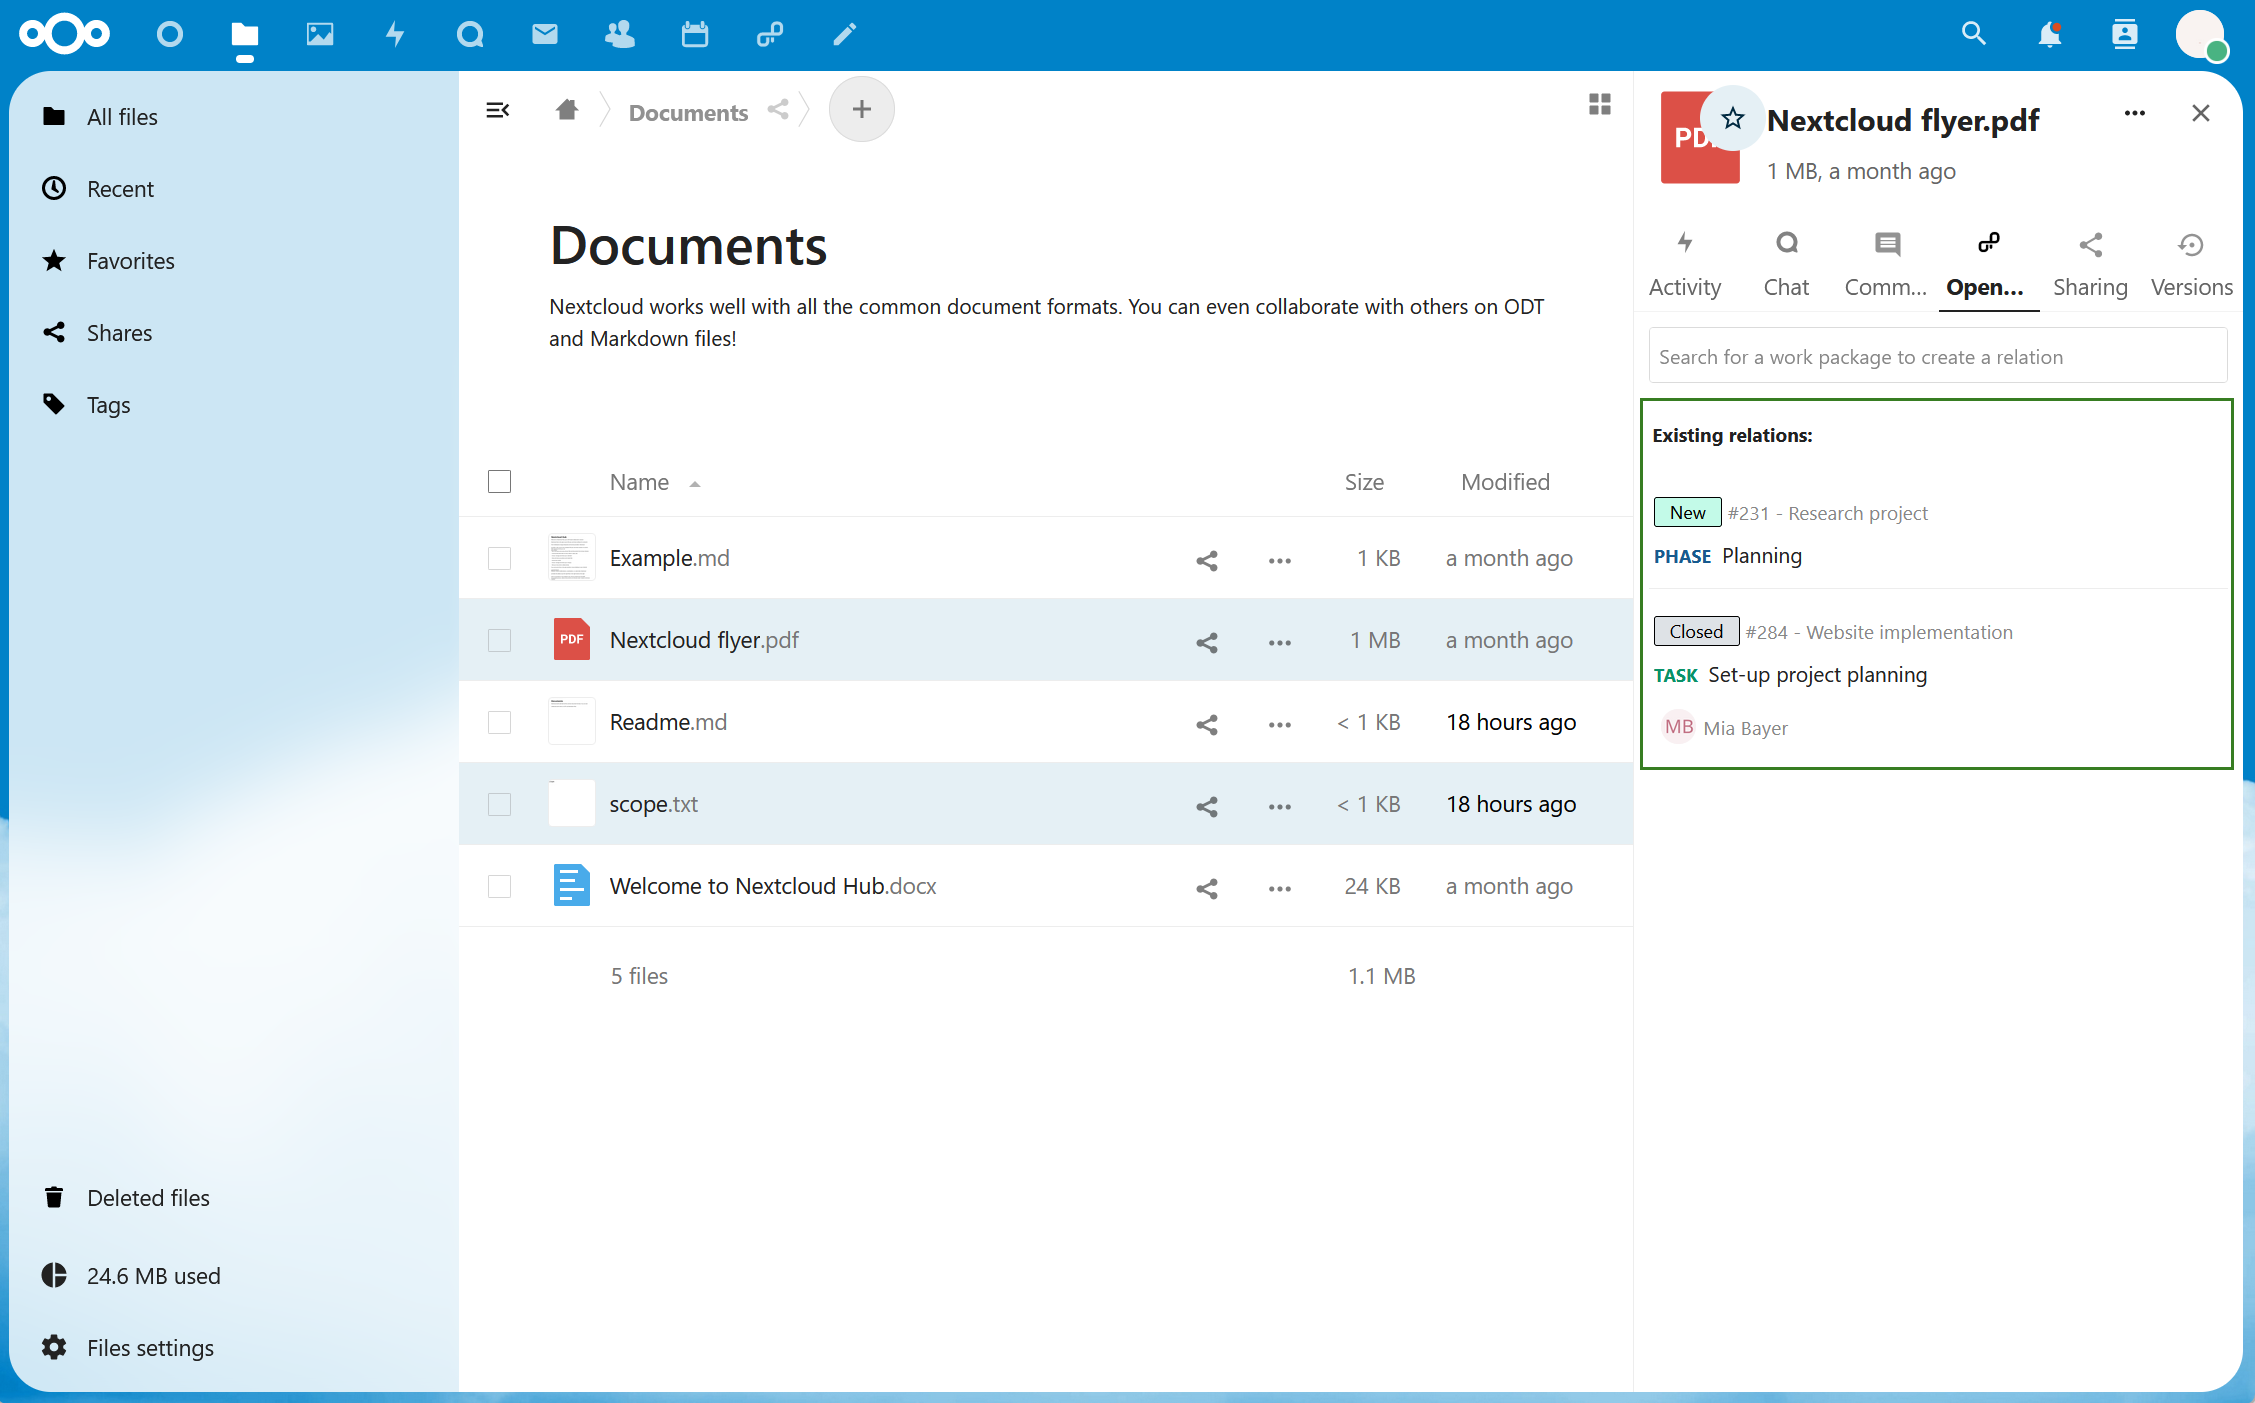 All files
Recent
Favorites
Shares
Tags
Deleted files
24.6 MB used
Files settings
Documents
Documents
Nextcloud works well with all the common document formats. You can even collaborate with others on ODT
and Markdown files!
Name Size Modified
Example.md 1 KB a month ago
PDF Nextcloud flyer.pdf 1 MB a month ago
Readme.md < 1 KB 18 hours ago
scope.txt < 1 KB 18 hours ago
Welcome to Nextcloud Hub.docx 24 KB a month ago
5 files 1.1 MB
Nextcloud flyer.pdf
1 MB, a month ago
Activity Chat Comm... Open... Sharing Versions
Search for a work package to create a relation
Existing relations:
New #231 - Research project
PHASE Planning
Closed #284 - Website implementation
TASK Set-up project planning
MB Mia Bayer